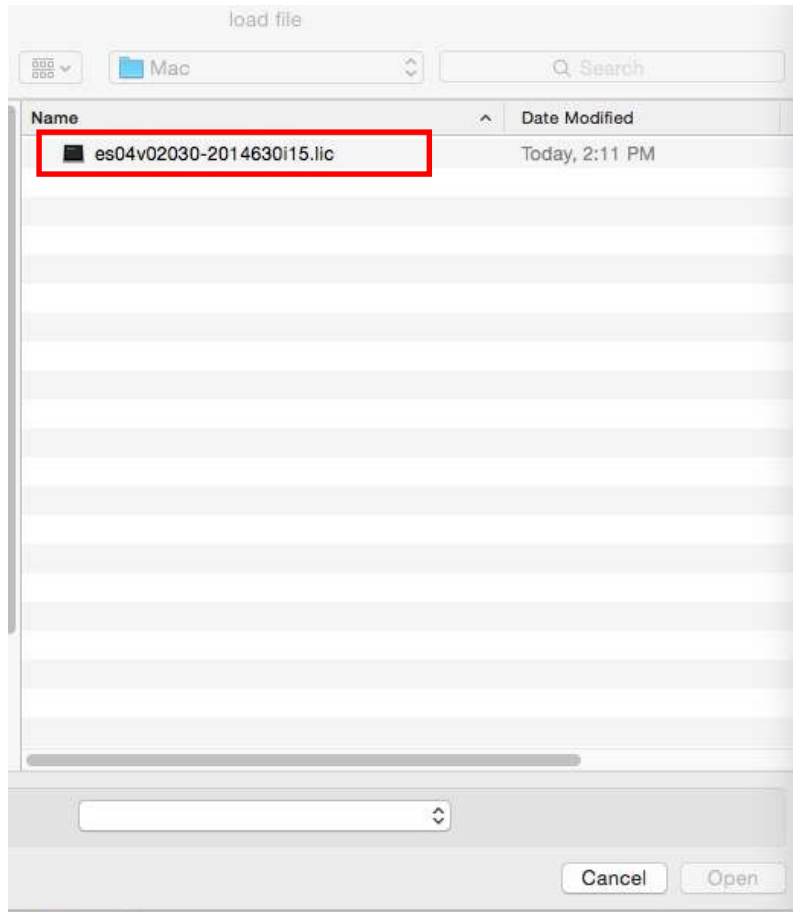 load file
Mac
Search
Name Date Modified
es04v02030-2014630i15.lic Today, 2:11 PM
Cancel Open